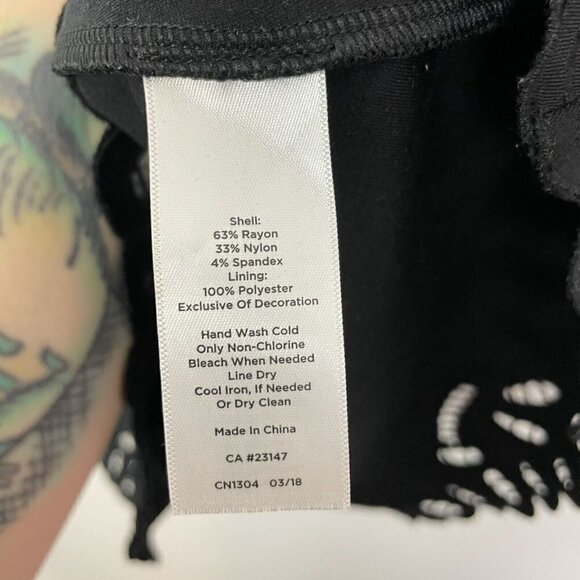 Shell:
63% Rayon
33% Nylon
4% Spandex
Lining:
100% Polyester
Exclusive Of Decoration
Hand Wash Cold
Only Non-Chlorine
Bleach When Needed
Line Dry
Cool Iron, If Needed
Or Dry Clean
Made In China
CA #23147
CN1304 03/18